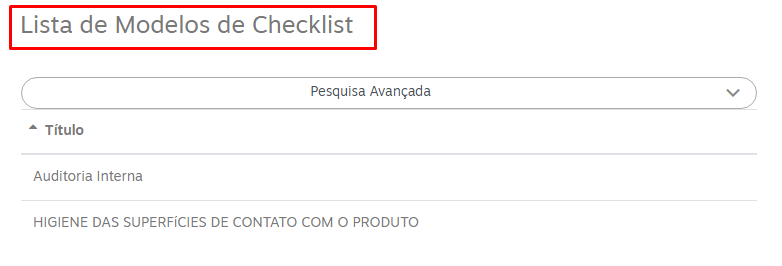 Lista de Modelos de Checklist
Pesquisa Avançada
Título
Auditoria Interna
HIGIENE DAS SUPERFíCIES DE CONTATO COM O PRODUTO